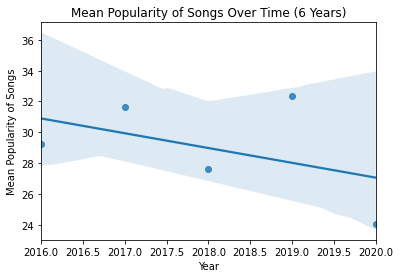 Mean Popularity of Songs Over Time (6 Years)
Mean Popularity of Songs
36
34
32
30
28
26
24
2016.0 2016.5 2017.0 2017.5 2018.0 2018.5 2019.0 2019.5 2020.0
Year